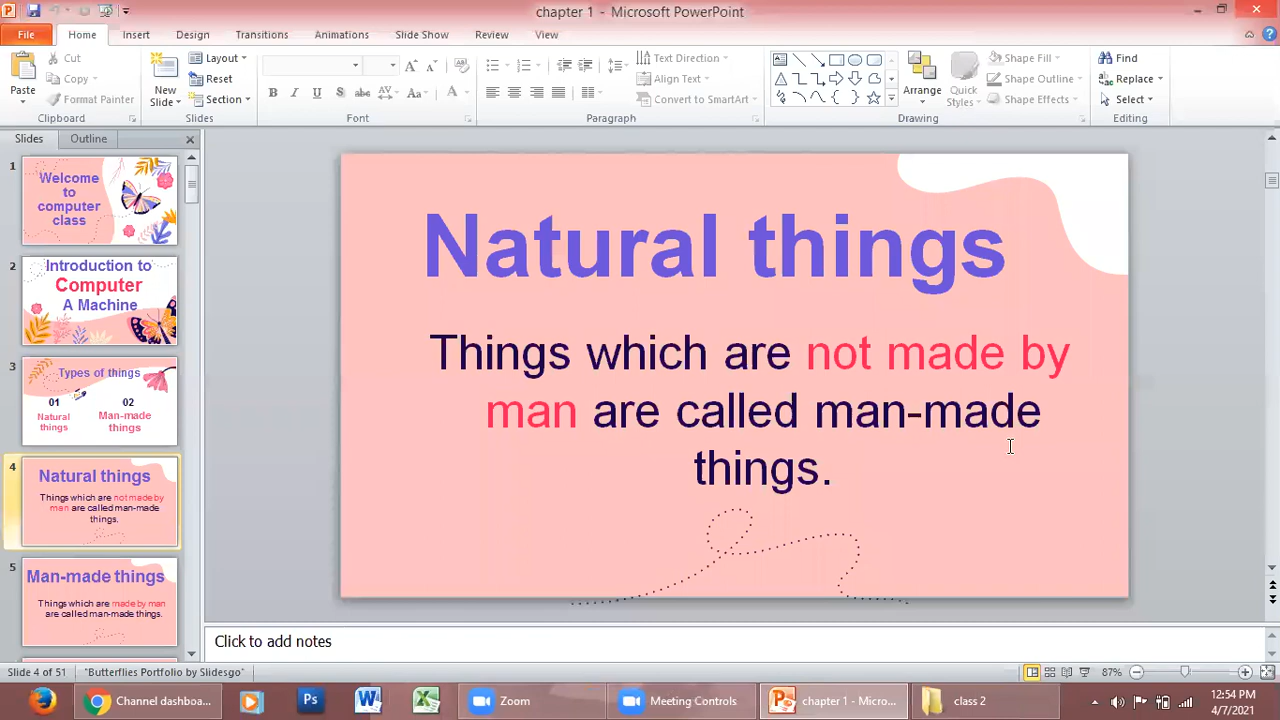 chapter 1 - Microsoft PowerPoint
File Home Insert Design Transitions Animations Slide Show Review View
Paste
Cut
Copy
Format Painter
Clipboard
New
Slide
Layout
Reset
Section
Slides
B I U S abc AV Aa A
Font
Text Direction
Align Text
Convert to SmartArt
Paragraph
Arrange
Quick
Styles
Shape Fill
Shape Outline
Shape Effects
Drawing
Find
Replace
Select
Editing
Slides Outline
1
Welcome
to
computer
class
2
Introduction to
Computer
A Machine
3
Types of things
01 02
Natural
things
Man-made
things
4
Natural things
Things which are not made by
man are called man-made
things.
5
Man-made things
Things which are made by man
are called man-made things.
Natural things
Things which are not made by
man are called man-made
things.
Click to add notes
Slide 4 of 51 "Butterflies Portfolio by Slidesgo" 87%
Channel dashboa... Ps Zoom Meeting Controls chapter 1 - Micro... class 2
12:54 PM
4/7/2021